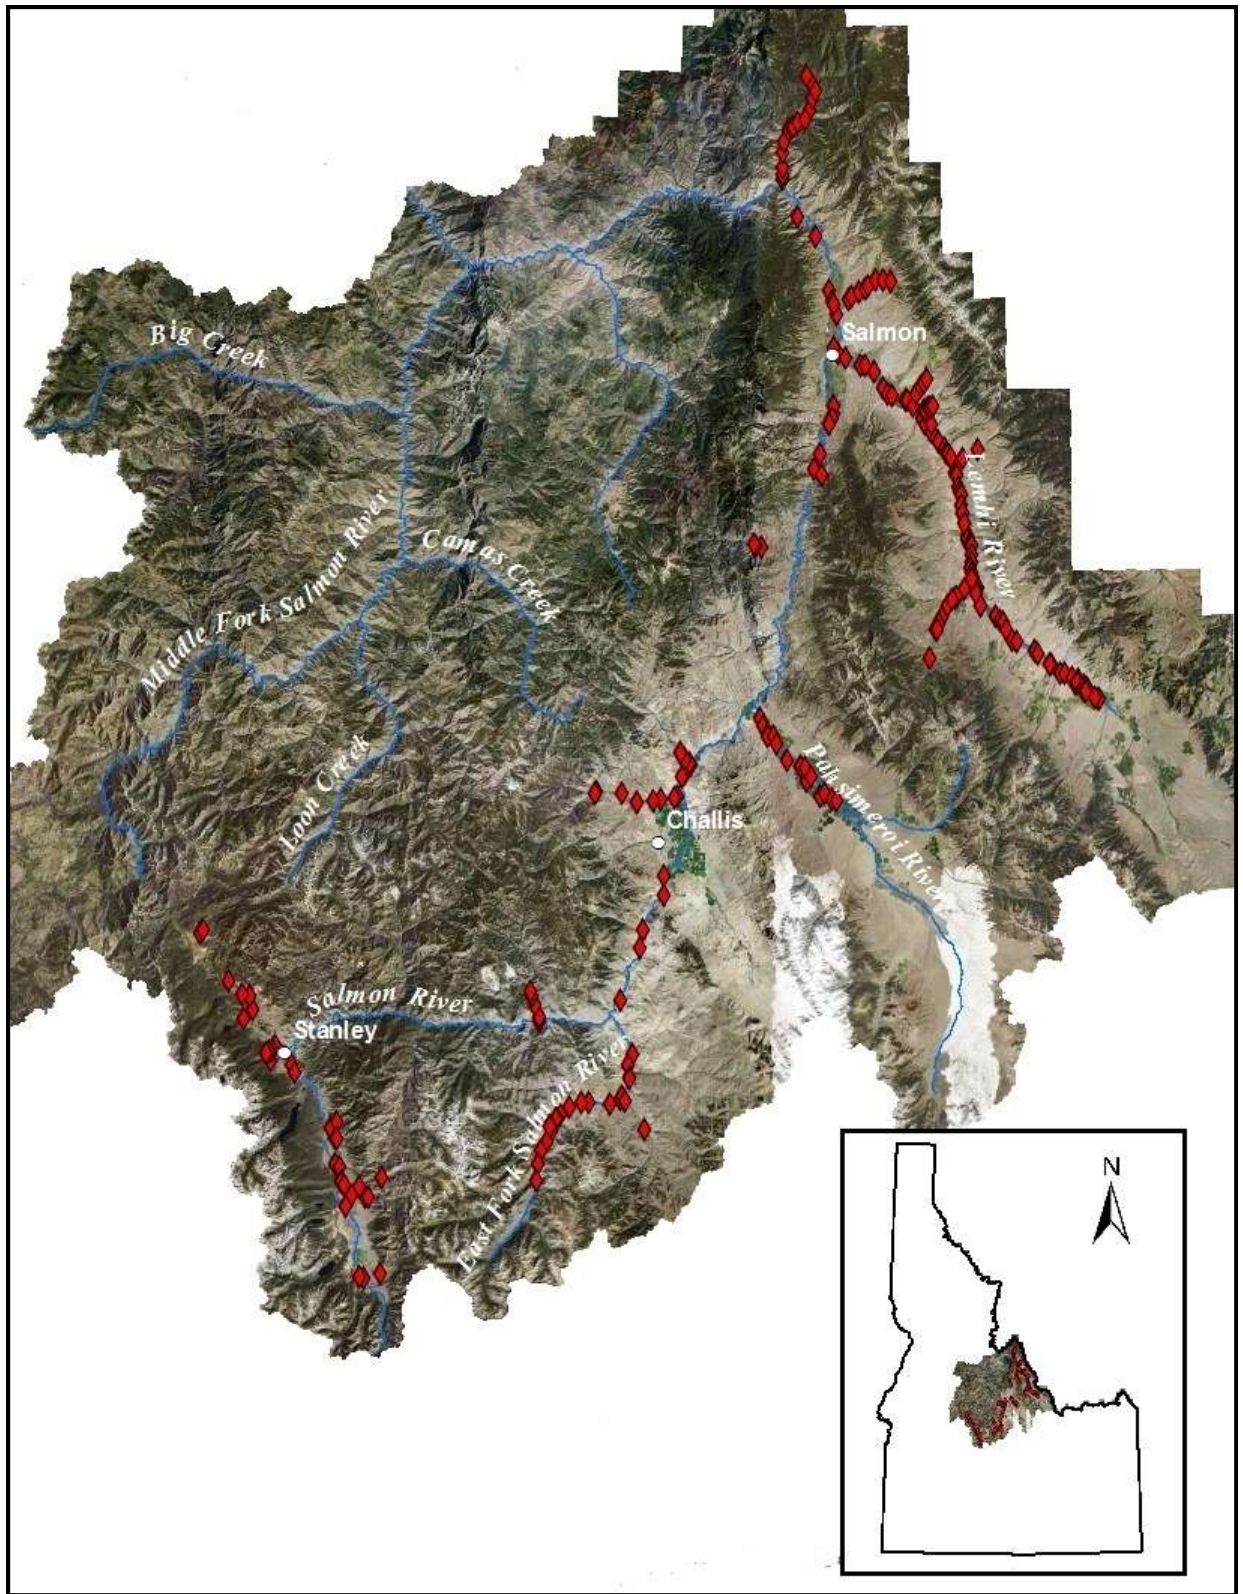 Big Creek
Salmon
Lemhi River
Middle Fork Salmon River
Camas Creek
Loon Creek
Pahsimeroi River
Challis
Salmon River
Stanley
East Fork Salmon River
N